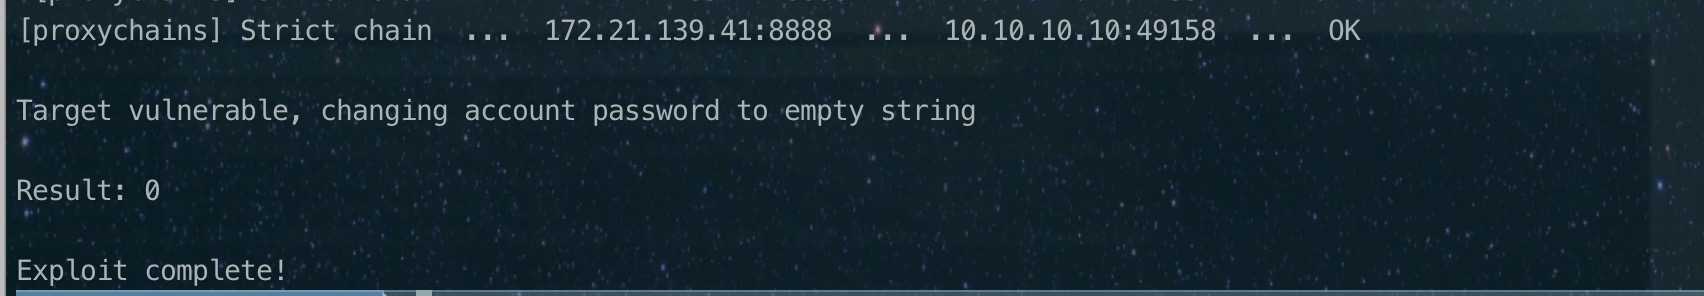 [proxychains] Strict chain  ...  172.21.139.41:8888  ...  10.10.10.10:49158  ...  OK
Target vulnerable, changing account password to empty string
Result: 0
Exploit complete!